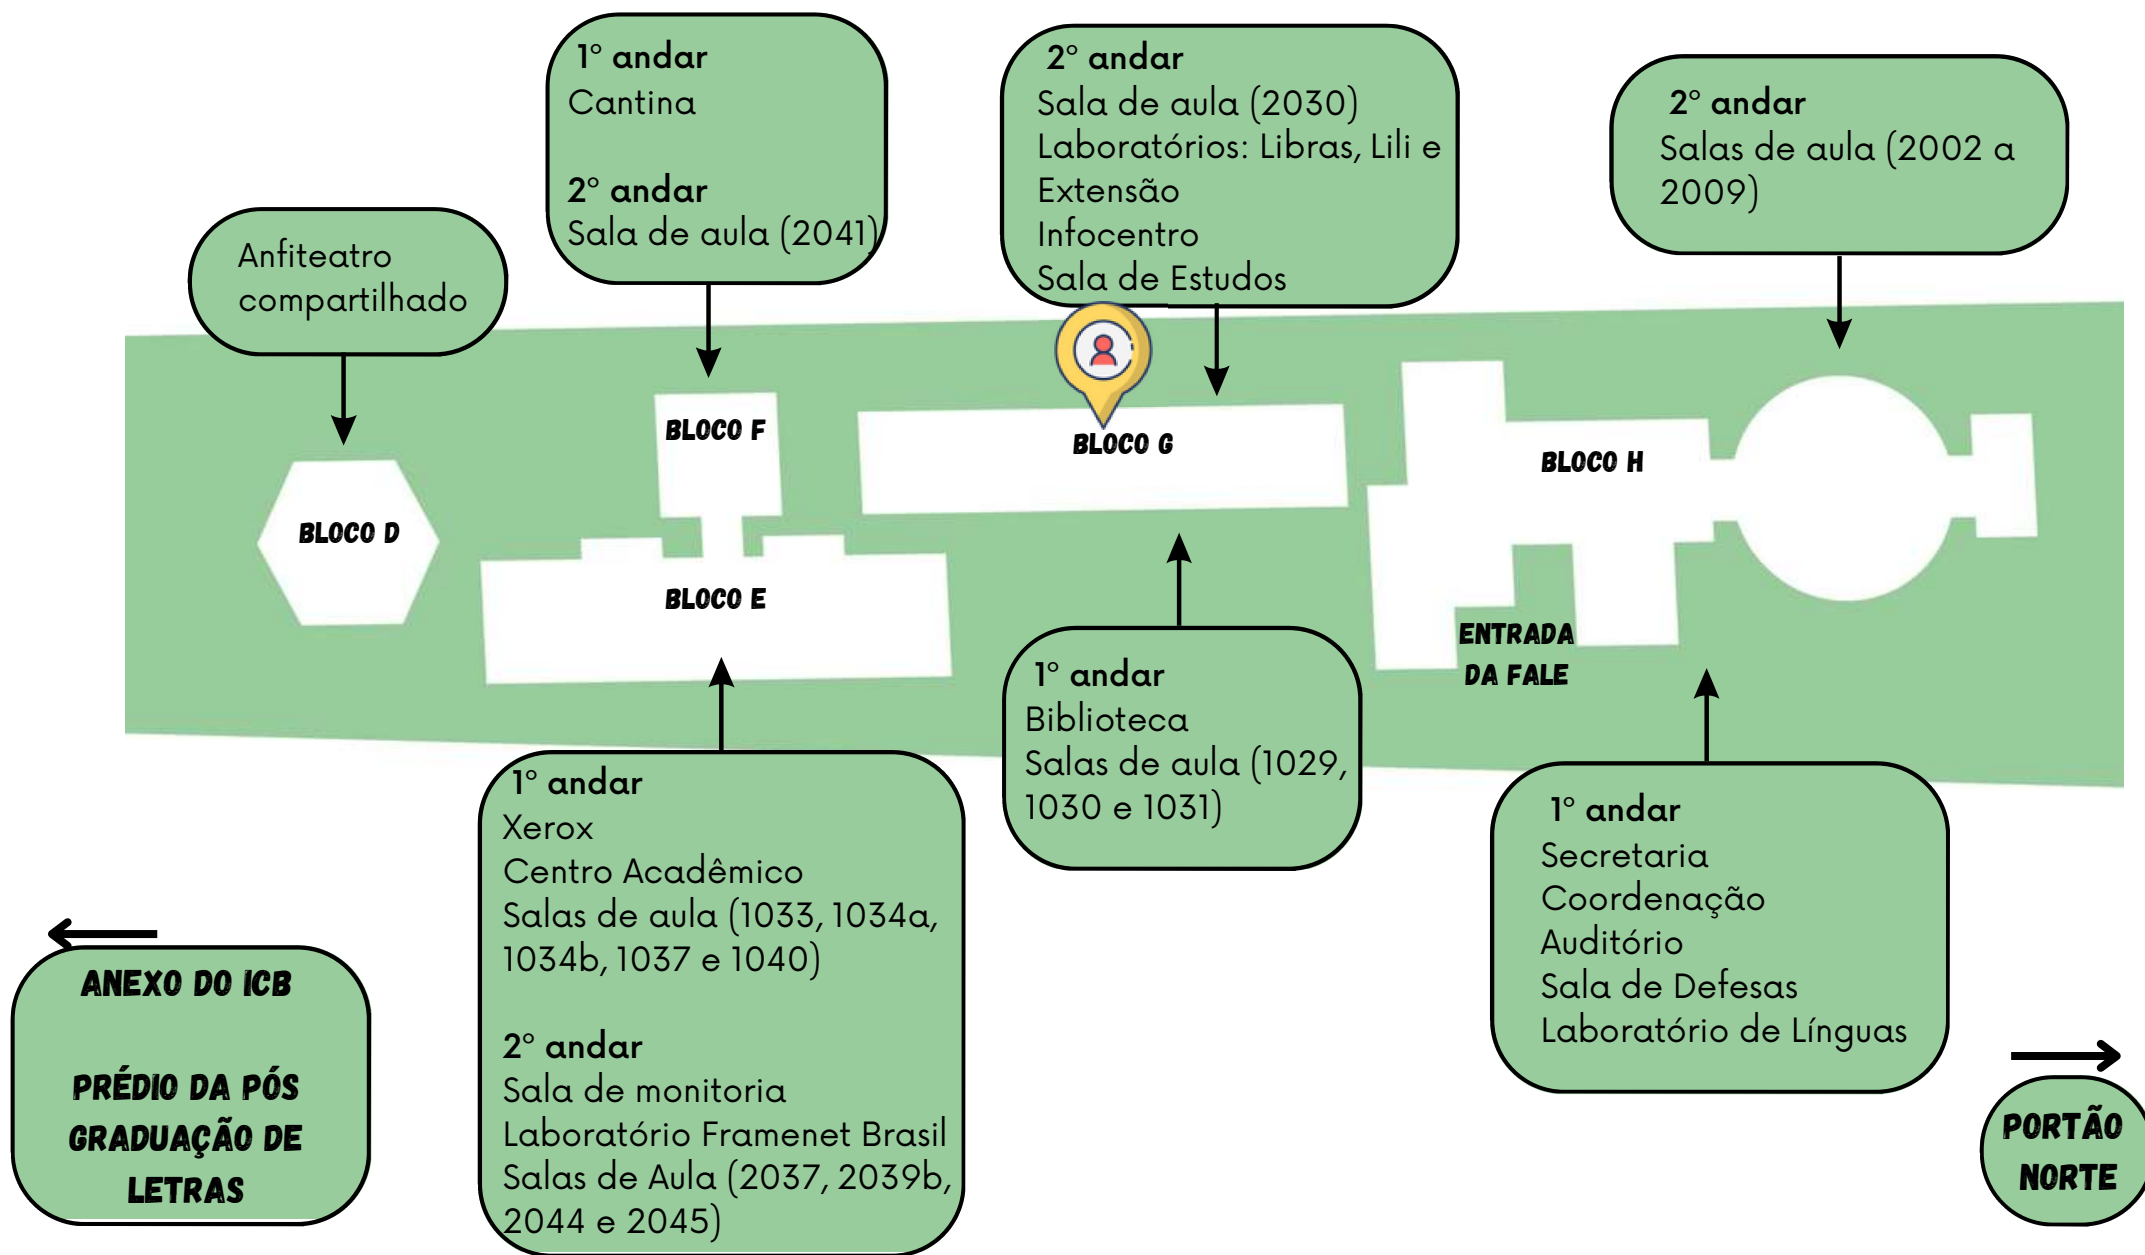 1° andar
Cantina
2° andar
Sala de aula (2041)
2° andar
Sala de aula (2030)
Laboratórios: Libras, Lili e
Extensão
Infocentro
Sala de Estudos
2° andar
Salas de aula (2002 a
2009)
Anfiteatro
compartilhado
BLOCO F
BLOCO G
BLOCO H
BLOCO D
BLOCO E
ENTRADA
DA FALE
1° andar
Biblioteca
Salas de aula (1029,
1030 e 1031)
1° andar
Xerox
Centro Acadêmico
Salas de aula (1033, 1034a,
1034b, 1037 e 1040)
2° andar
Sala de monitoria
Laboratório Framenet Brasil
Salas de Aula (2037, 2039b,
2044 e 2045)
1° andar
Secretaria
Coordenação
Auditório
Sala de Defesas
Laboratório de Línguas
ANEXO DO ICB
PRÉDIO DA PÓS
GRADUAÇÃO DE
LETRAS
PORTÃO
NORTE